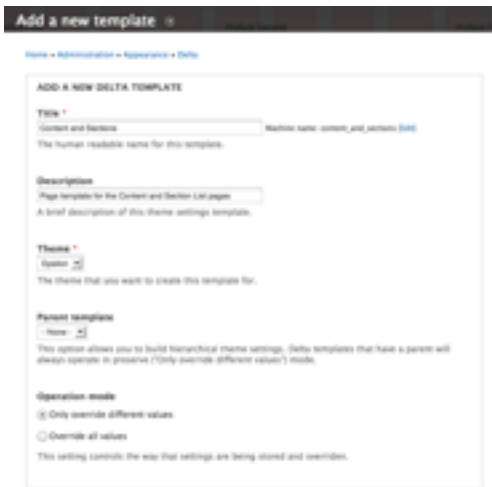 Add a new template
Home » Administration » Appearance » Delta
ADD A NEW DELTA TEMPLATE
Title *
Content and Sections
Machine name: content_and_sections [Edit]
The human readable name for this template.
Description
Page template for the Content and Section List pages
A brief description of this theme settings template.
Theme *
The theme that you want to create this template for.
Parent template
- None -
This option allows you to build hierarchical theme settings. Delta templates that have a parent will
always operate in preserve ("Only override different values") mode.
Operation mode
Only override different values
Override all values
This setting controls the way that settings are being stored and overriden.